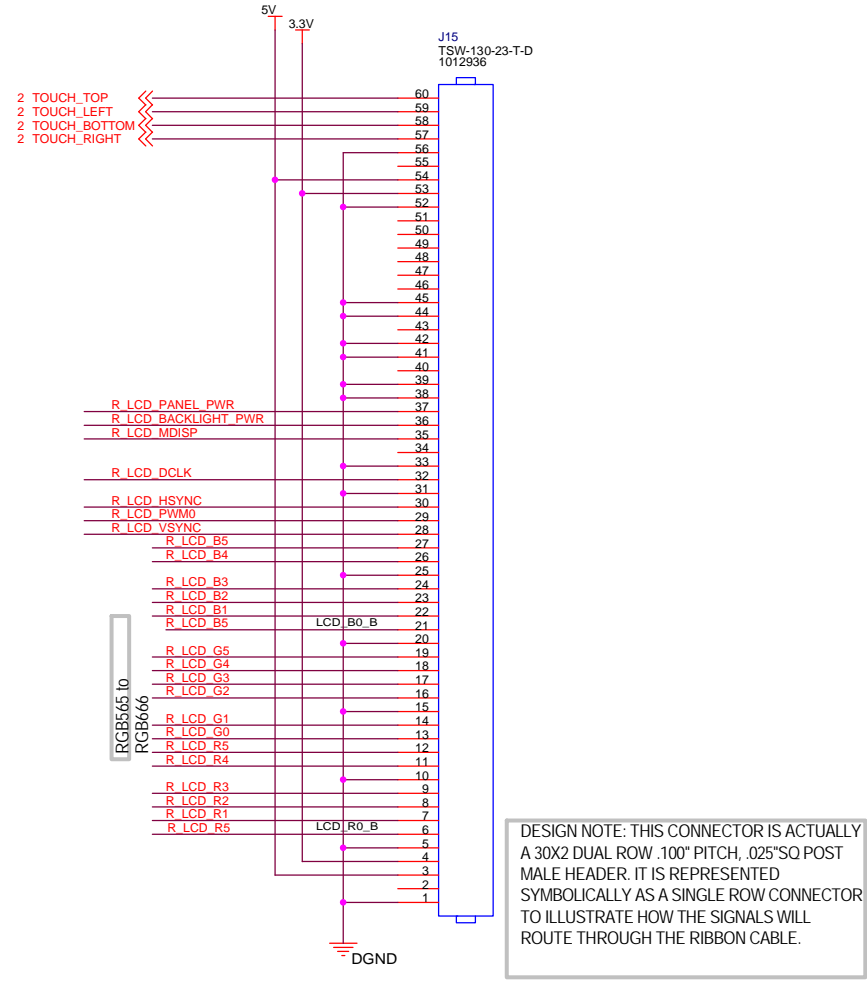 5V
3.3V
J15
TSW-130-23-T-D
1012936
2 TOUCH_TOP 60
2 TOUCH_LEFT 59
2 TOUCH_BOTTOM 58
2 TOUCH_RIGHT 57
56
55
54
53
52
51
50
49
48
47
46
45
44
43
42
41
40
39
38
R_LCD_PANEL_PWR 37
R_LCD_BACKLIGHT_PWR 36
R_LCD_MDISP 35
34
33
R_LCD_DCLK 32
31
R_LCD_HSYNC 30
R_LCD_PWM0 29
R_LCD_VSYNC 28
R_LCD_B5 27
R_LCD_B4 26
25
R_LCD_B3 24
R_LCD_B2 23
R_LCD_B1 22
R_LCD_B5 LCD_B0_B 21
20
R_LCD_G5 19
R_LCD_G4 18
R_LCD_G3 17
R_LCD_G2 16
15
R_LCD_G1 14
R_LCD_G0 13
R_LCD_R5 12
R_LCD_R4 11
10
R_LCD_R3 9
R_LCD_R2 8
R_LCD_R1 7
R_LCD_R5 LCD_R0_B 6
5
4
3
2
1
RGB565 to
RGB666
DGND
DESIGN NOTE: THIS CONNECTOR IS ACTUALLY
A 30X2 DUAL ROW .100" PITCH, .025"SQ POST
MALE HEADER. IT IS REPRESENTED
SYMBOLICALLY AS A SINGLE ROW CONNECTOR
TO ILLUSTRATE HOW THE SIGNALS WILL
ROUTE THROUGH THE RIBBON CABLE.